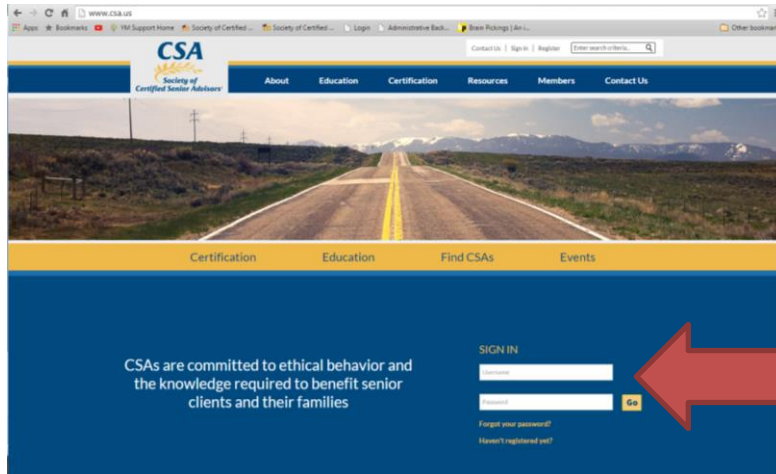 www.csa.us
Apps Bookmarks YM Support Home Society of Certified ... Society of Certified ... Login Administrative Back... Brain Pickings | An i...
Other bookmar
CSA
Society of
Certified Senior Advisors
Contact Us | Sign In | Register Enter search criteria...
About Education Certification Resources Members Contact Us
Certification Education Find CSAs Events
CSAs are committed to ethical behavior and
the knowledge required to benefit senior
clients and their families
SIGN IN
Username
Password
Go
Forgot your password?
Haven't registered yet?